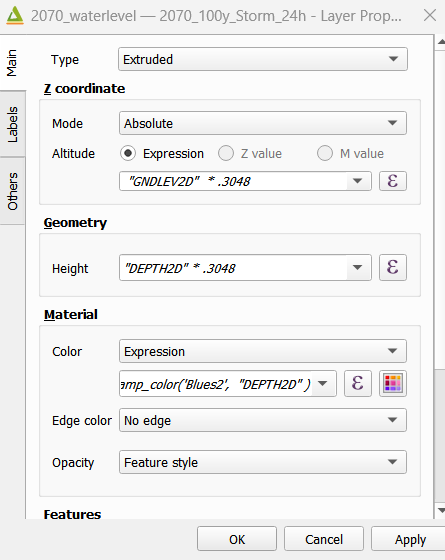 2070_waterlevel — 2070_100y_Storm_24h - Layer Prop...
Main
Labels
Others
Type Extruded
Z coordinate
Mode Absolute
Altitude Expression Z value M value
"GNDLEV2D" * .3048 ε
Geometry
Height "DEPTH2D" * .3048 ε
Material
Color Expression
amp_color('Blues2', "DEPTH2D" ) ε
Edge color No edge
Opacity Feature style
Features
OK Cancel Apply